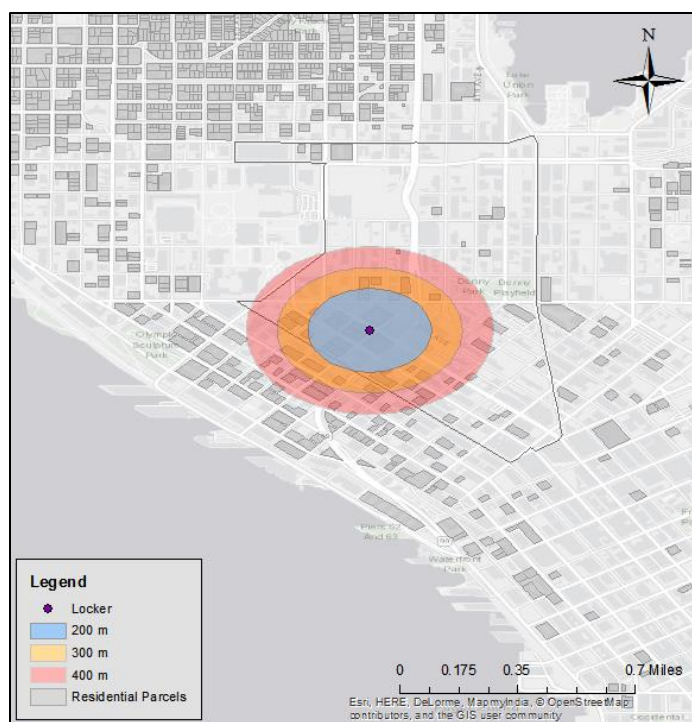 N
Lake
Union
Park
Denny
Park
Denny
Playfield
Olympic
Sculpture
Park
Piers 62
And 63
Waterfront
Park
Legend
Locker
200 m
300 m
400 m
Residential Parcels
0 0.175 0.35 0.7 Miles
Esri, HERE, DeLorme, MapmyIndia, © OpenStreetMap
contributors, and the GIS user community